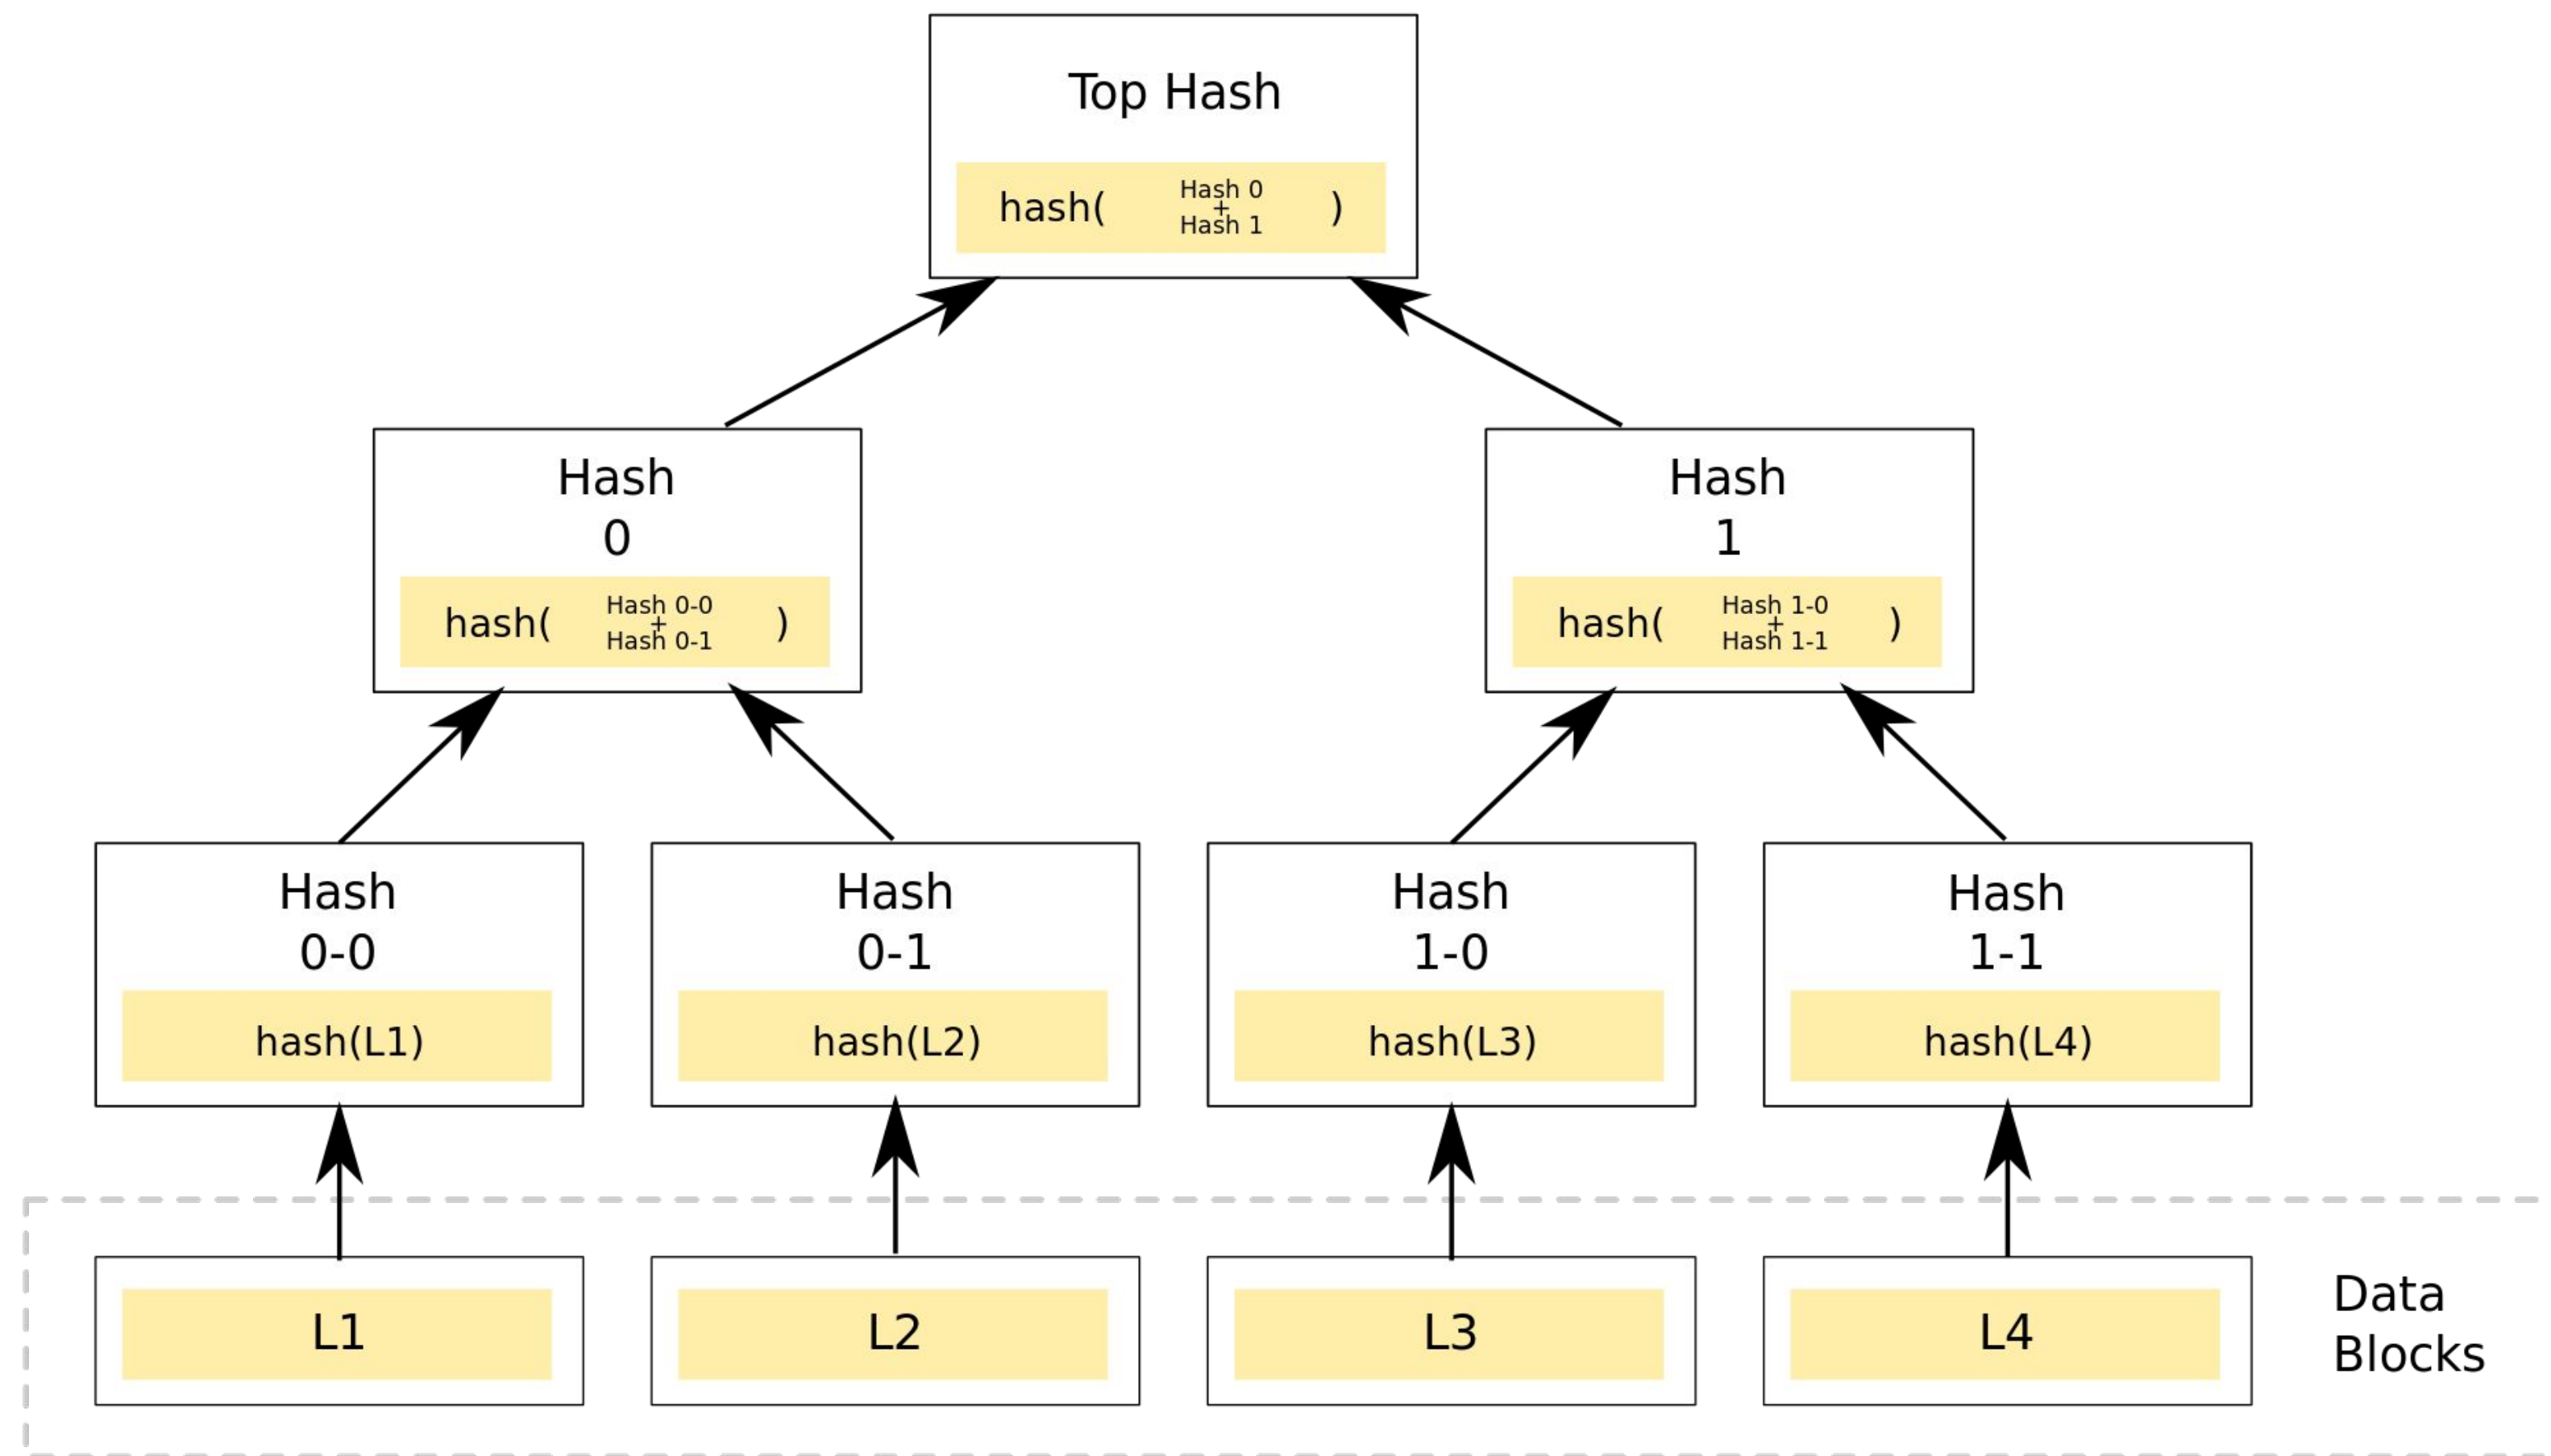 Top Hash
hash( Hash 0 + Hash 1 )
Hash
0
hash( Hash 0-0 + Hash 0-1 )
Hash
1
hash( Hash 1-0 + Hash 1-1 )
Hash
0-0
hash(L1)
Hash
0-1
hash(L2)
Hash
1-0
hash(L3)
Hash
1-1
hash(L4)
L1
L2
L3
L4
Data
Blocks